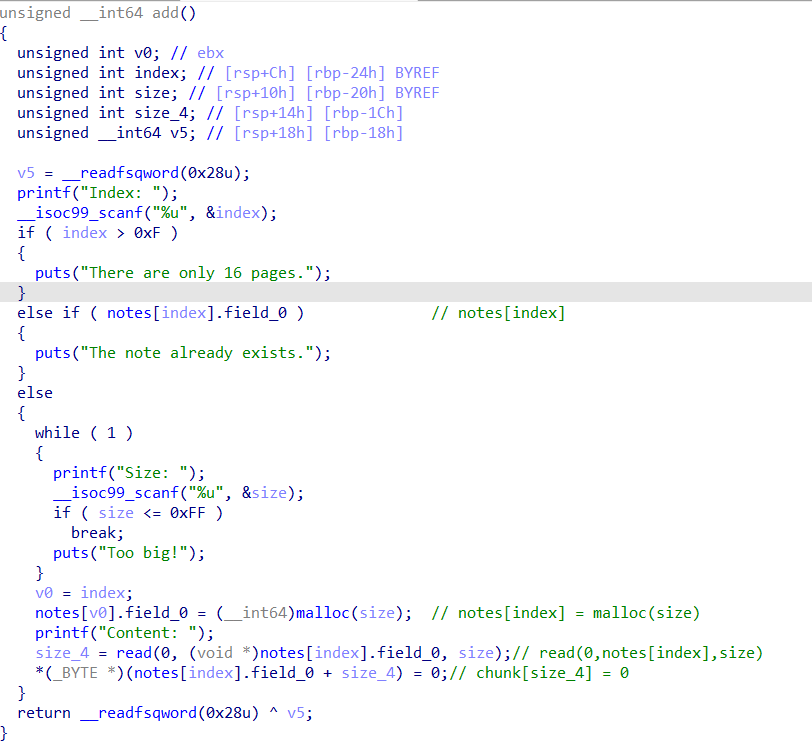 unsigned __int64 add()
{
  unsigned int v0; // ebx
  unsigned int index; // [rsp+Ch] [rbp-24h] BYREF
  unsigned int size; // [rsp+10h] [rbp-20h] BYREF
  unsigned int size_4; // [rsp+14h] [rbp-1Ch]
  unsigned __int64 v5; // [rsp+18h] [rbp-18h]

  v5 = __readfsqword(0x28u);
  printf("Index: ");
  __isoc99_scanf("%u", &index);
  if ( index > 0xF )
  {
    puts("There are only 16 pages.");
  }
  else if ( notes[index].field_0 )                // notes[index]
  {
    puts("The note already exists.");
  }
  else
  {
    while ( 1 )
    {
      printf("Size: ");
      __isoc99_scanf("%u", &size);
      if ( size <= 0xFF )
        break;
      puts("Too big!");
    }
    v0 = index;
    notes[v0].field_0 = (__int64)malloc(size);  // notes[index] = malloc(size)
    printf("Content: ");
    size_4 = read(0, (void *)notes[index].field_0, size);// read(0,notes[index],size)
    *(_BYTE *)(notes[index].field_0 + size_4) = 0;// chunk[size_4] = 0
  }
  return __readfsqword(0x28u) ^ v5;
}